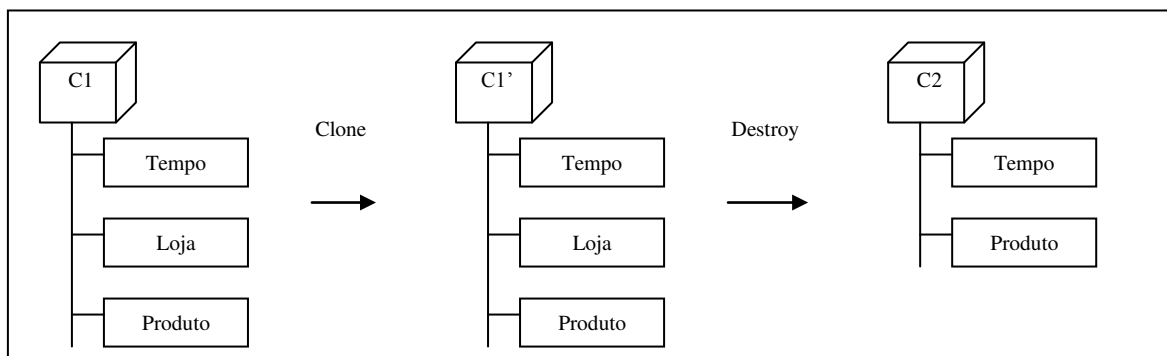 C1
C1’
C2
Clone
Destroy
Tempo
Tempo
Tempo
Loja
Loja
Produto
Produto
Produto